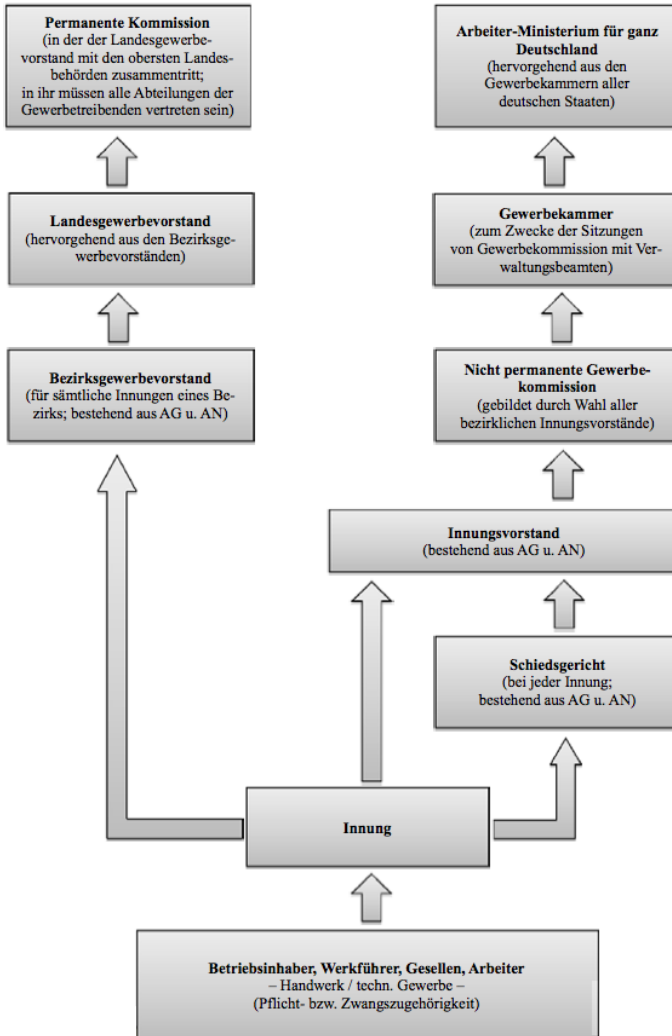 Permanente Kommission
(in der der Landesgewerbe-
vorstand mit den obersten Landes-
behörden zusammentritt;
in ihr müssen alle Abteilungen der
Gewerbetreibenden vertreten sein)
Arbeiter-Ministerium für ganz
Deutschland
(hervorgehend aus den
Gewerbekammern aller
deutschen Staaten)
Landesgewerbevorstand
(hervorgehend aus den Bezirksge-
werbevorständen)
Gewerbekammer
(zum Zwecke der Sitzungen
von Gewerbekommission mit Ver-
waltungsbeamten)
Bezirksgewerbevorstand
(für sämtliche Innungen eines Be-
zirks; bestehend aus AG u. AN)
Nicht permanente Gewerbe-
kommission
(gebildet durch Wahl aller
bezirklichen Innungsvorstände)
Innungsvorstand
(bestehend aus AG u. AN)
Schiedsgericht
(bei jeder Innung;
bestehend aus AG u. AN)
Innung
Betriebsinhaber, Werkführer, Gesellen, Arbeiter
– Handwerk / techn. Gewerbe –
(Pflicht- bzw. Zwangszugehörigkeit)